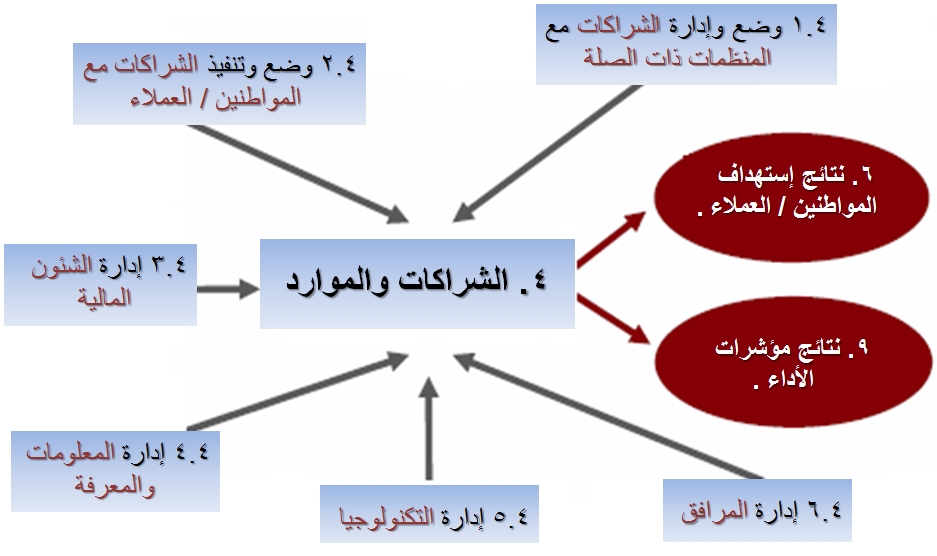 ١.٤ وضع وإدارة الشراكات مع
المنظمات ذات الصلة
٢.٤ وضع وتنفيذ الشراكات مع
المواطنين / العملاء
٦. نتائج إستهداف
المواطنين / العملاء .
٣.٤ إدارة الشئون
المالية
٤. الشراكات والموارد
٩. نتائج مؤشرات
الأداء .
٤.٤ إدارة المعلومات
والمعرفة
٥.٤ إدارة التكنولوجيا
٦.٤ إدارة المرافق